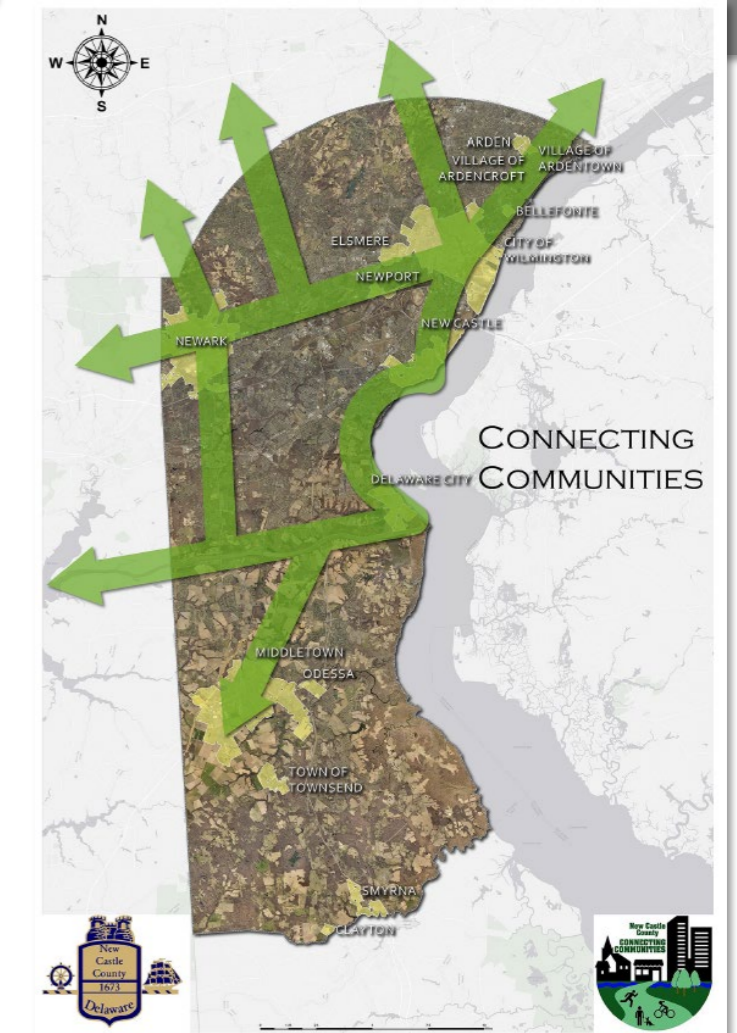 N
W E
S
ARDEN
VILLAGE OF
ARDENCROFT
VILLAGE OF
ARDENTOWN
BELLEFONTE
ELSMERE
CITY OF
WILMINGTON
NEWPORT
NEW CASTLE
NEWARK
CONNECTING
COMMUNITIES
DELAWARE CITY
MIDDLETOWN
ODESSA
TOWN OF
TOWNSEND
SMYRNA
CLAYTON
New
Castle
County
1673
Delaware
New Castle
County
CONNECTING
COMMUNITIES